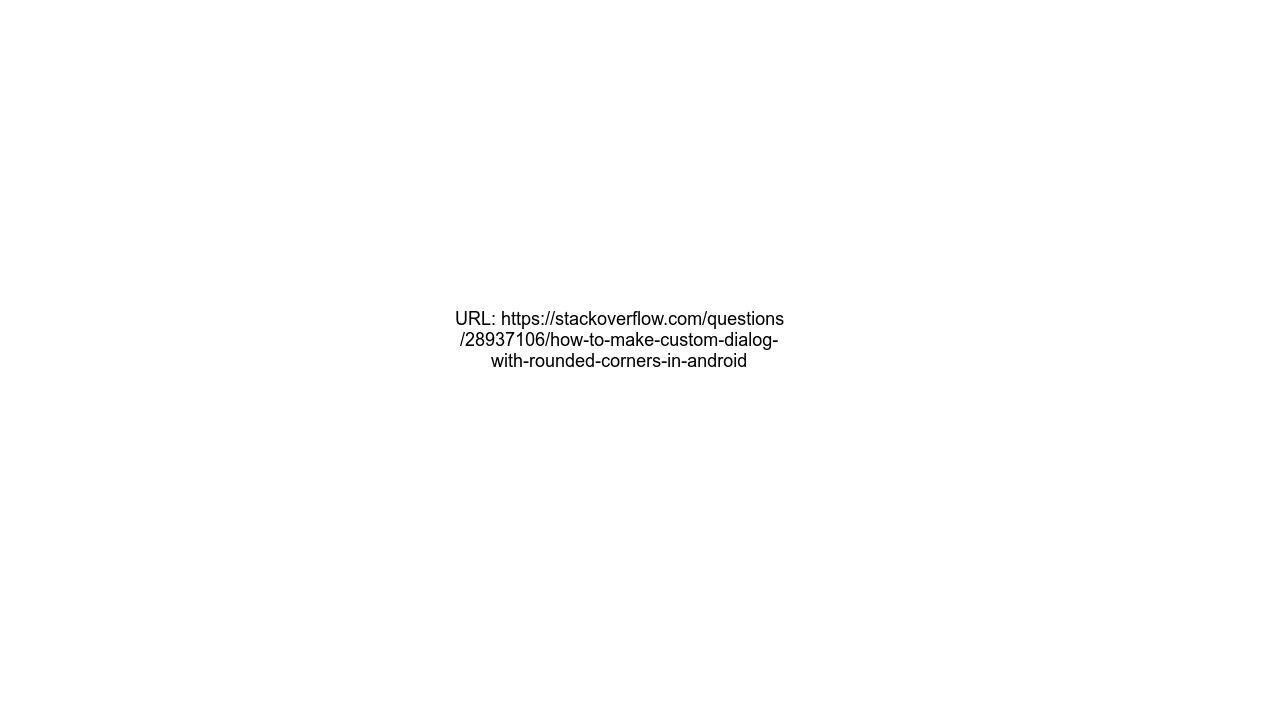 URL: https://stackoverflow.com/questions
/28937106/how-to-make-custom-dialog-
with-rounded-corners-in-android